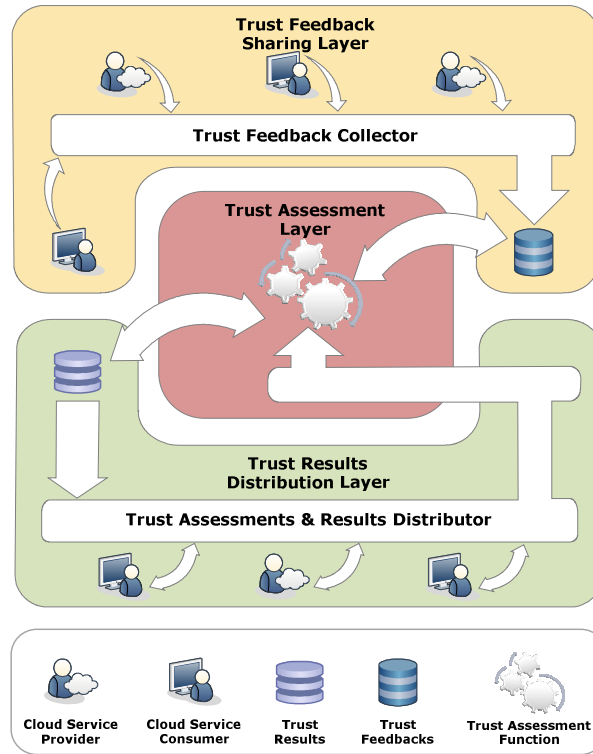 Trust Feedback
Sharing Layer
Trust Feedback Collector
Trust Assessment
Layer
Trust Results
Distribution Layer
Trust Assessments & Results Distributor
Cloud Service
Provider
Cloud Service
Consumer
Trust
Results
Trust
Feedbacks
Trust Assessment
Function